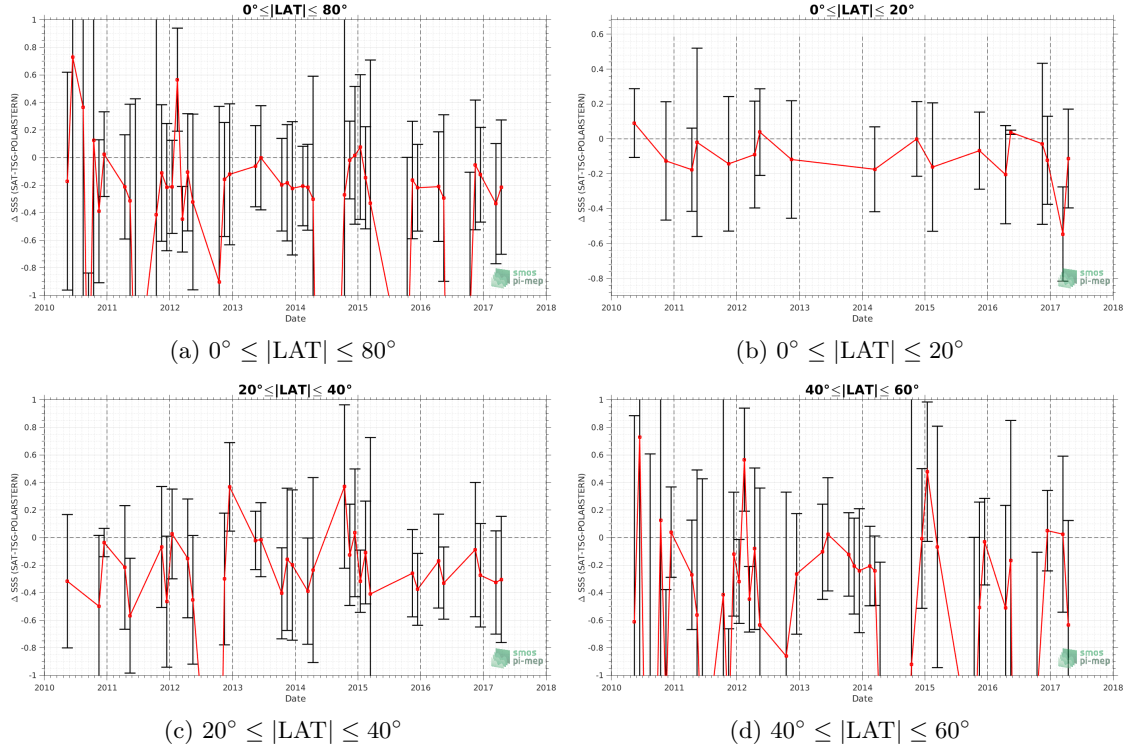 0°≤|LAT|≤ 80°
Δ SSS (SAT-TSG-POLARSTERN)
1
0.8
0.6
0.4
0.2
0
-0.2
-0.4
-0.6
-0.8
-1
2010 2011 2012 2013 2014 2015 2016 2017 2018
Date
smos
pi-mep
(a) 0° ≤ |LAT| ≤ 80°
0°≤|LAT|≤ 20°
Δ SSS (SAT-TSG-POLARSTERN)
0.6
0.4
0.2
0
-0.2
-0.4
-0.6
-0.8
2010 2011 2012 2013 2014 2015 2016 2017 2018
Date
smos
pi-mep
(b) 0° ≤ |LAT| ≤ 20°
20°≤|LAT|≤ 40°
Δ SSS (SAT-TSG-POLARSTERN)
1
0.8
0.6
0.4
0.2
0
-0.2
-0.4
-0.6
-0.8
-1
2010 2011 2012 2013 2014 2015 2016 2017 2018
Date
smos
pi-mep
(c) 20° ≤ |LAT| ≤ 40°
40°≤|LAT|≤ 60°
Δ SSS (SAT-TSG-POLARSTERN)
1
0.8
0.6
0.4
0.2
0
-0.2
-0.4
-0.6
-0.8
-1
2010 2011 2012 2013 2014 2015 2016 2017 2018
Date
smos
pi-mep
(d) 40° ≤ |LAT| ≤ 60°